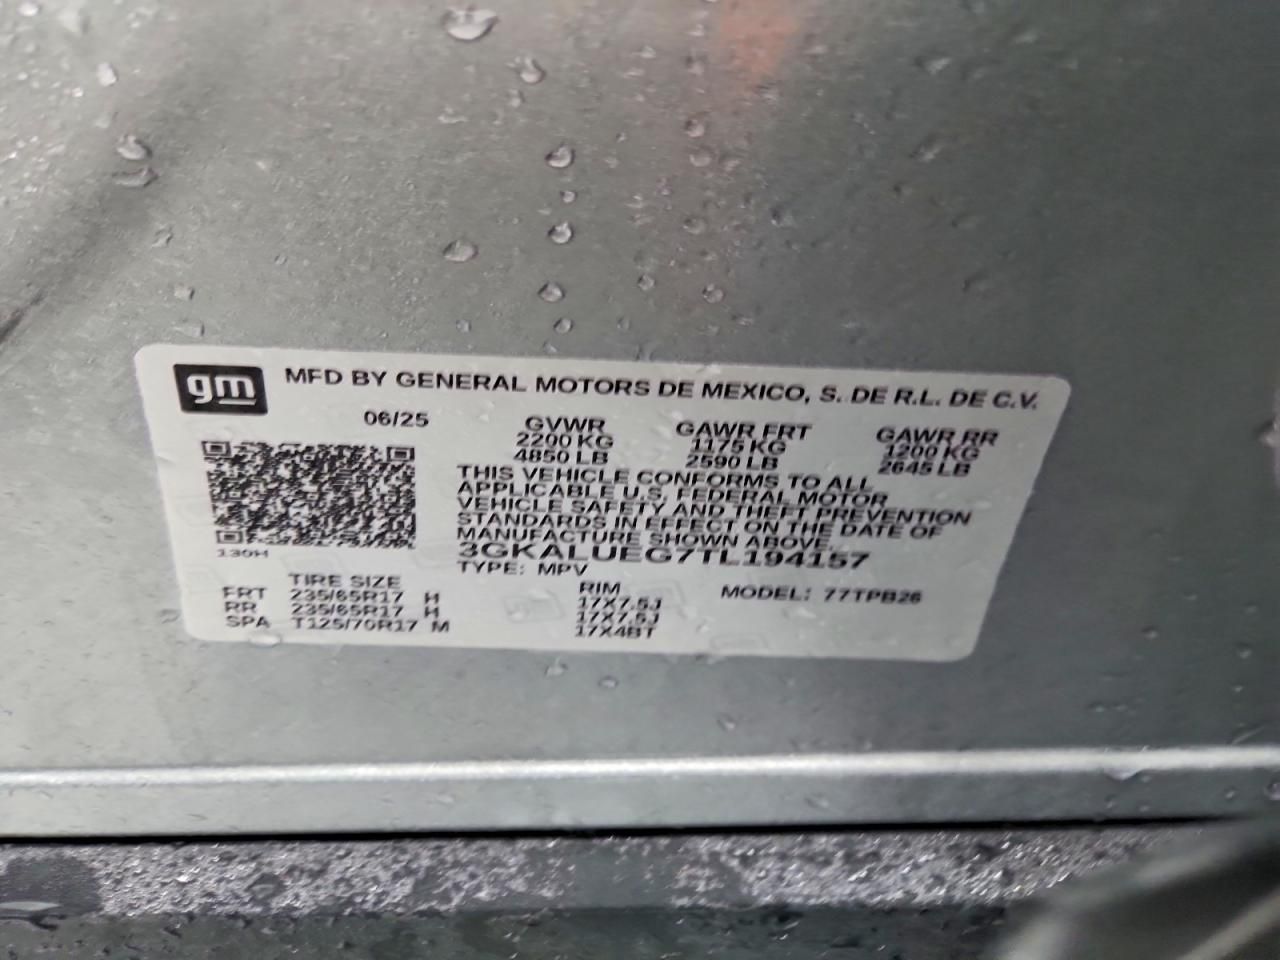 gm MFD BY GENERAL MOTORS DE MEXICO, S. DE R.L. DE C.V.
06/25 GVWR GAWR FRT GAWR RR
2200 KG 1175 KG 1200 KG
4850 LB 2590 LB 2645 LB
THIS VEHICLE CONFORMS TO ALL
APPLICABLE U.S. FEDERAL MOTOR
VEHICLE SAFETY AND THEFT PREVENTION
STANDARDS IN EFFECT ON THE DATE OF
MANUFACTURE SHOWN ABOVE.
130H 3GKALUEG7TL194157
TYPE: MPV
TIRE SIZE RIM MODEL: 77TPB26
FRT 235/65R17 H 17X7.5J
RR 235/65R17 H 17X7.5J
SPA T125/70R17 M 17X4BT